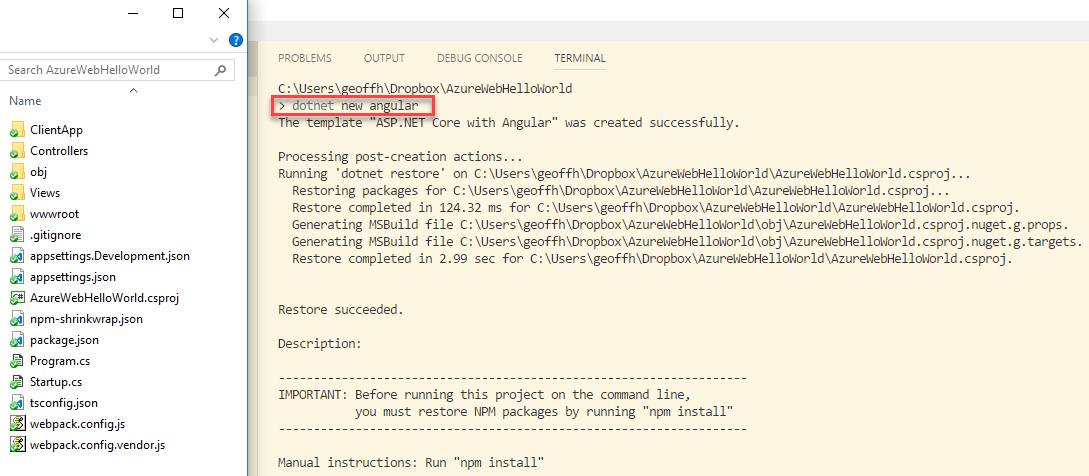 Search AzureWebHelloWorld
Name
ClientApp
Controllers
obj
Views
wwwroot
.gitignore
appsettings.Development.json
appsettings.json
AzureWebHelloWorld.csproj
npm-shrinkwrap.json
package.json
Program.cs
Startup.cs
tsconfig.json
webpack.config.js
webpack.config.vendor.js
PROBLEMS OUTPUT DEBUG CONSOLE TERMINAL
C:\Users\geoffh\Dropbox\AzureWebHelloWorld
> dotnet new angular
The template "ASP.NET Core with Angular" was created successfully.
Processing post-creation actions...
Running 'dotnet restore' on C:\Users\geoffh\Dropbox\AzureWebHelloWorld\AzureWebHelloWorld.csproj...
Restoring packages for C:\Users\geoffh\Dropbox\AzureWebHelloWorld\AzureWebHelloWorld.csproj...
Restore completed in 124.32 ms for C:\Users\geoffh\Dropbox\AzureWebHelloWorld\AzureWebHelloWorld.csproj.
Generating MSBuild file C:\Users\geoffh\Dropbox\AzureWebHelloWorld\obj\AzureWebHelloWorld.csproj.nuget.g.props.
Generating MSBuild file C:\Users\geoffh\Dropbox\AzureWebHelloWorld\obj\AzureWebHelloWorld.csproj.nuget.g.targets.
Restore completed in 2.99 sec for C:\Users\geoffh\Dropbox\AzureWebHelloWorld\AzureWebHelloWorld.csproj.
Restore succeeded.
Description:
-------------------------------------------------------------
IMPORTANT: Before running this project on the command line,
you must restore NPM packages by running "npm install"
-------------------------------------------------------------
Manual instructions: Run "npm install"